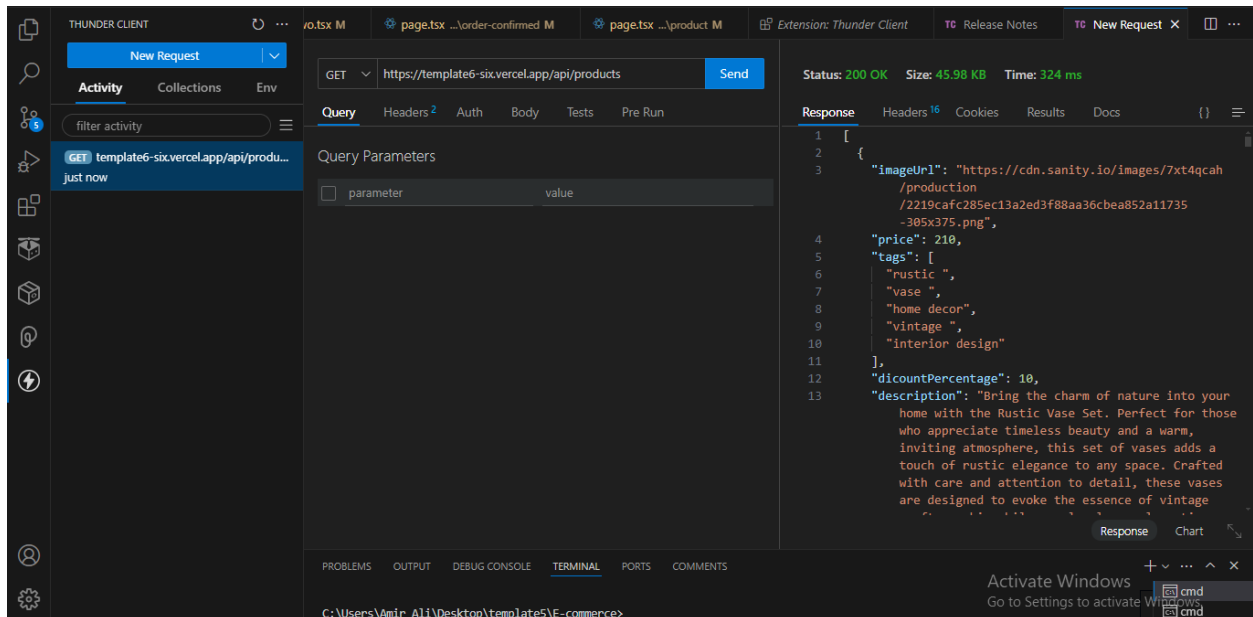 THUNDER CLIENT
vo.tsx M
page.tsx ...\order-confirmed M
page.tsx ...\product M
Extension: Thunder Client
TC Release Notes
TC New Request
New Request
Activity Collections Env
filter activity
GET template6-six.vercel.app/api/produ...
just now
5
GET https://template6-six.vercel.app/api/products Send
Query Headers 2 Auth Body Tests Pre Run
Query Parameters
parameter value
Status: 200 OK Size: 45.98 KB Time: 324 ms
Response Headers 16 Cookies Results Docs {}
1 [
2 {
3 "imageUrl": "https://cdn.sanity.io/images/7xt4qcah
/production
/2219cafc285ec13a2ed3f88aa36cbea852a11735
-305x375.png",
4 "price": 210,
5 "tags": [
6 "rustic ",
7 "vase ",
8 "home decor",
9 "vintage ",
10 "interior design"
11 ],
12 "dicountPercentage": 10,
13 "description": "Bring the charm of nature into your
home with the Rustic Vase Set. Perfect for those
who appreciate timeless beauty and a warm,
inviting atmosphere, this set of vases adds a
touch of rustic elegance to any space. Crafted
with care and attention to detail, these vases
are designed to evoke the essence of vintage
Response Chart
PROBLEMS OUTPUT DEBUG CONSOLE TERMINAL PORTS COMMENTS
C:\Users\Amir Ali\Desktop\template5\E-commerce>
Activate Windows
Go to Settings to activate Windows.
cmd
cmd